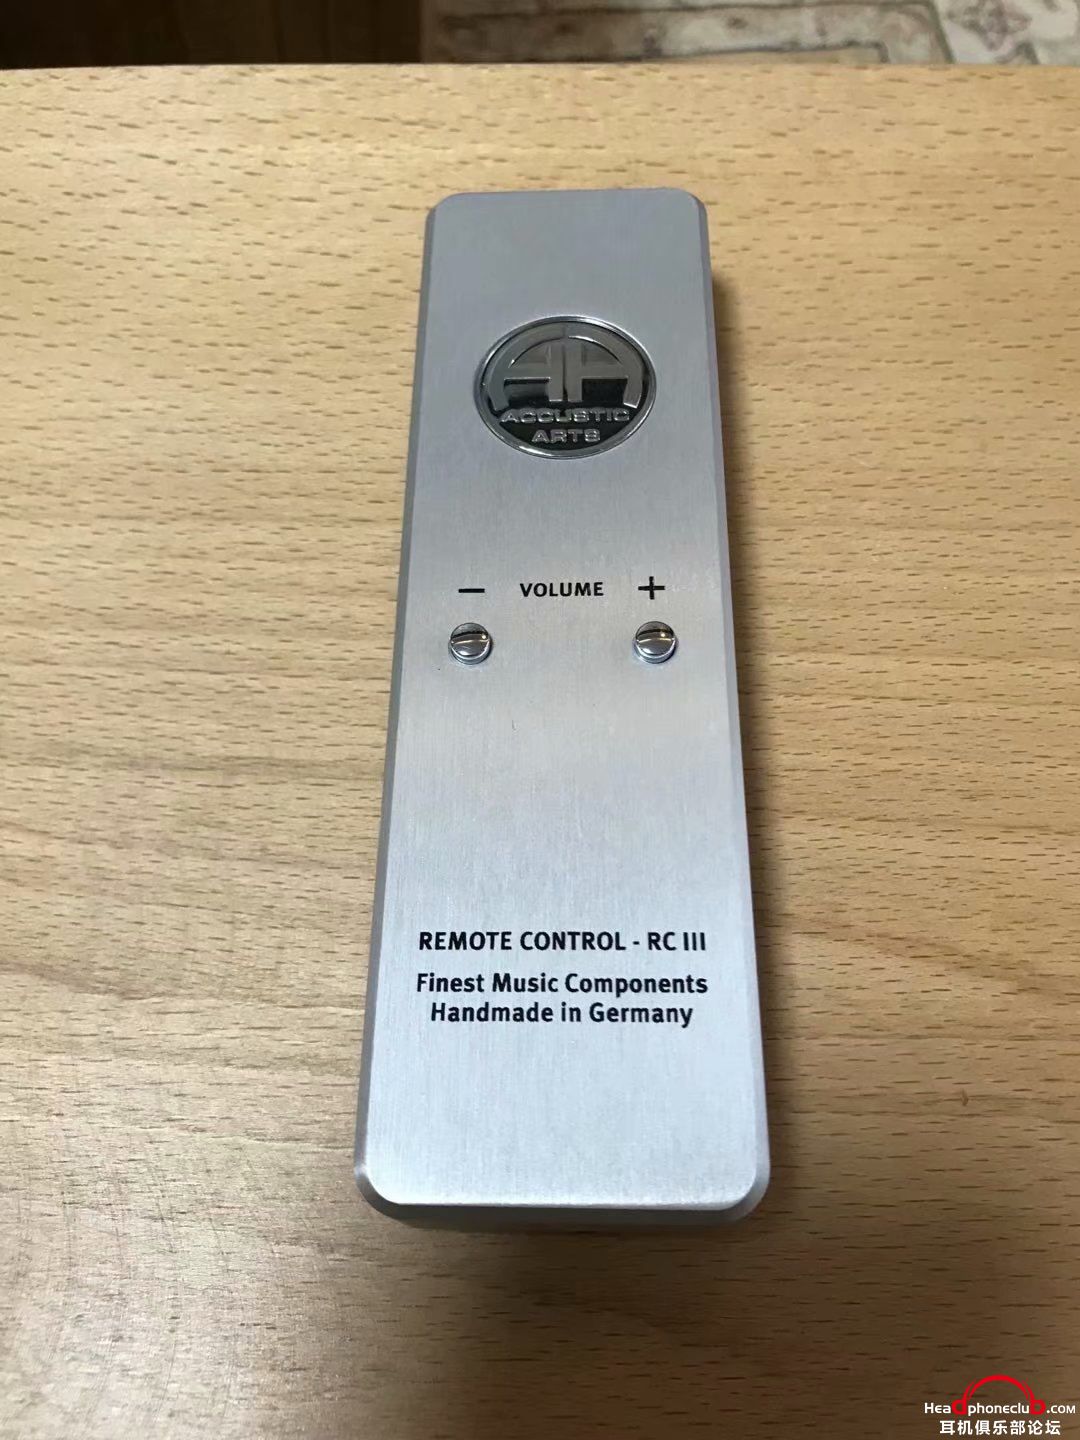 ACCUSTIC
ARTS
− VOLUME +
REMOTE CONTROL - RC III
Finest Music Components
Handmade in Germany
Headphoneclub.com
耳机俱乐部论坛